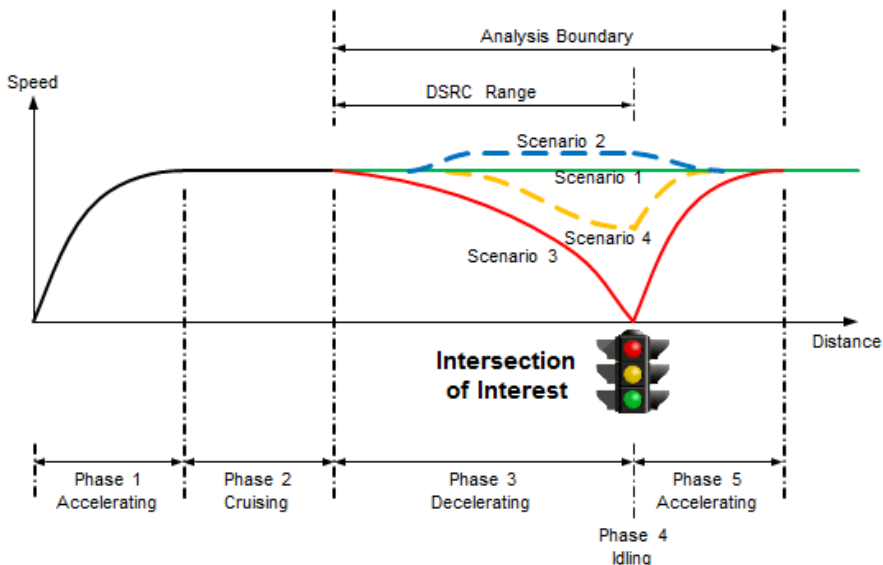 Analysis Boundary
Speed
DSRC Range
Scenario 2
Scenario 1
Scenario 4
Scenario 3
Distance
Intersection
of Interest
Phase 1
Accelerating
Phase 2
Cruising
Phase 3
Decelerating
Phase 5
Accelerating
Phase 4
Idling